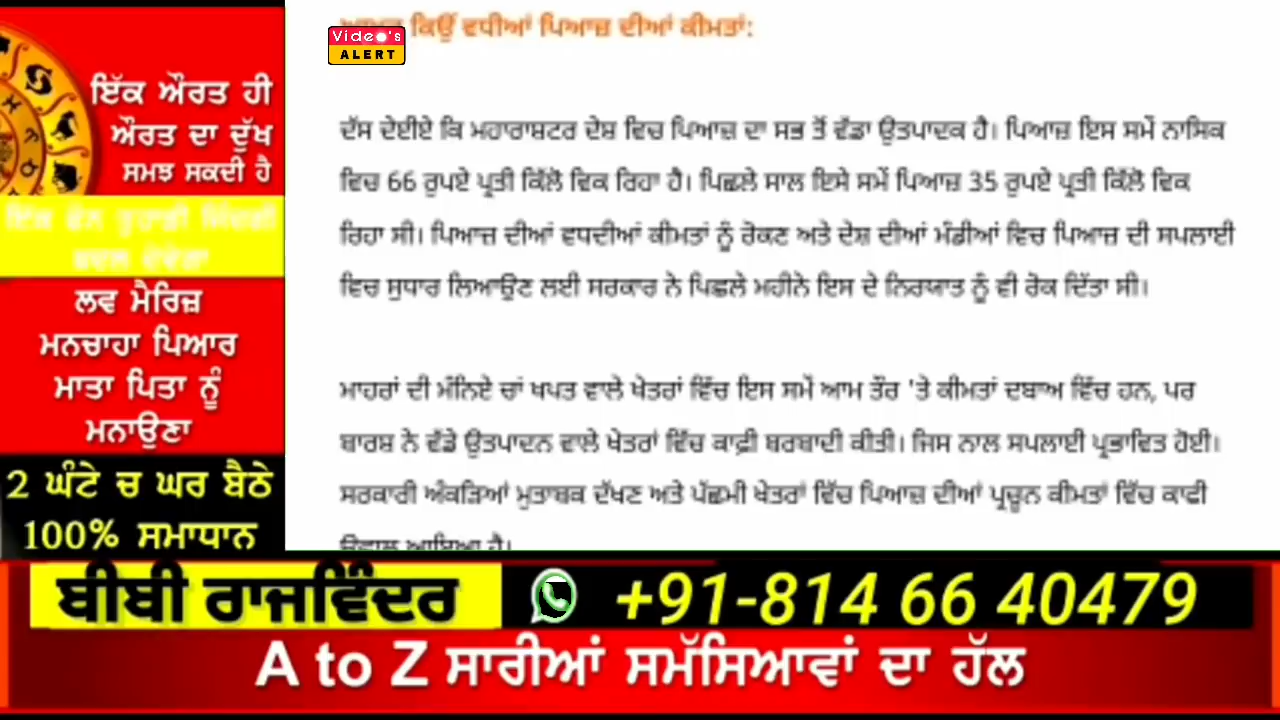 ਕਿਉਂ ਵਧੀਆਂ ਪਿਆਜ਼ ਦੀਆਂ ਕੀਮਤਾਂ:
Video's
ALERT
ਦੱਸ ਦੇਈਏ ਕਿ ਮਹਾਰਾਸ਼ਟਰ ਦੇਸ਼ ਵਿਚ ਪਿਆਜ਼ ਦਾ ਸਭ ਤੋਂ ਵੱਡਾ ਉਤਪਾਦਕ ਹੈ। ਪਿਆਜ਼ ਇਸ ਸਮੇਂ ਨਾਸਿਕ
ਵਿਚ 66 ਰੁਪਏ ਪ੍ਰਤੀ ਕਿੱਲੋ ਵਿਕ ਰਿਹਾ ਹੈ। ਪਿਛਲੇ ਸਾਲ ਇਸੇ ਸਮੇਂ ਪਿਆਜ਼ 35 ਰੁਪਏ ਪ੍ਰਤੀ ਕਿੱਲੋ ਵਿਕ
ਰਿਹਾ ਸੀ। ਪਿਆਜ਼ ਦੀਆਂ ਵਧਦੀਆਂ ਕੀਮਤਾਂ ਨੂੰ ਰੋਕਣ ਅਤੇ ਦੇਸ਼ ਦੀਆਂ ਮੰਡੀਆਂ ਵਿਚ ਪਿਆਜ਼ ਦੀ ਸਪਲਾਈ
ਵਿਚ ਸੁਧਾਰ ਲਿਆਉਣ ਲਈ ਸਰਕਾਰ ਨੇ ਪਿਛਲੇ ਮਹੀਨੇ ਇਸ ਦੇ ਨਿਰਯਾਤ ਨੂੰ ਵੀ ਰੋਕ ਦਿੱਤਾ ਸੀ।
ਮਾਹਰਾਂ ਦੀ ਮੰਨਿਏ ਚਾਂ ਖਪਤ ਵਾਲੇ ਖੇਤਰਾਂ ਵਿੱਚ ਇਸ ਸਮੇਂ ਆਮ ਤੌਰ 'ਤੇ ਕੀਮਤਾਂ ਦਬਾਅ ਵਿੱਚ ਹਨ, ਪਰ
ਬਾਰਸ਼ ਨੇ ਵੱਡੇ ਉਤਪਾਦਨ ਵਾਲੇ ਖੇਤਰਾਂ ਵਿੱਚ ਕਾਫ਼ੀ ਬਰਬਾਦੀ ਕੀਤੀ। ਜਿਸ ਨਾਲ ਸਪਲਾਈ ਪ੍ਰਭਾਵਿਤ ਹੋਈ।
ਸਰਕਾਰੀ ਅੰਕੜਿਆਂ ਮੁਤਾਬਕ ਦੱਖਣ ਅਤੇ ਪੱਛਮੀ ਖੇਤਰਾਂ ਵਿੱਚ ਪਿਆਜ਼ ਦੀਆਂ ਪ੍ਰਚੂਨ ਕੀਮਤਾਂ ਵਿੱਚ ਕਾਫੀ
ਉਛਾਲ ਆਇਆ ਹੈ।
ਇੱਕ ਔਰਤ ਹੀ
ਔਰਤ ਦਾ ਦੁੱਖ
ਸਮਝ ਸਕਦੀ ਹੈ
ਇੱਕ ਫੋਨ ਤੁਹਾਡੀ ਜਿੰਦਗੀ
ਬਦਲ ਦੇਵੇਗਾ
ਲਵ ਮੈਰਿਜ਼
ਮਨਚਾਹਾ ਪਿਆਰ
ਮਾਤਾ ਪਿਤਾ ਨੂੰ
ਮਨਾਉਣਾ
2 ਘੰਟੇ ਚ ਘਰ ਬੈਠੇ
100% ਸਮਾਧਾਨ
ਬੀਬੀ ਰਾਜਵਿੰਦਰ
+91-814 66 40479
A to Z ਸਾਰੀਆਂ ਸਮੱਸਿਆਵਾਂ ਦਾ ਹੱਲ